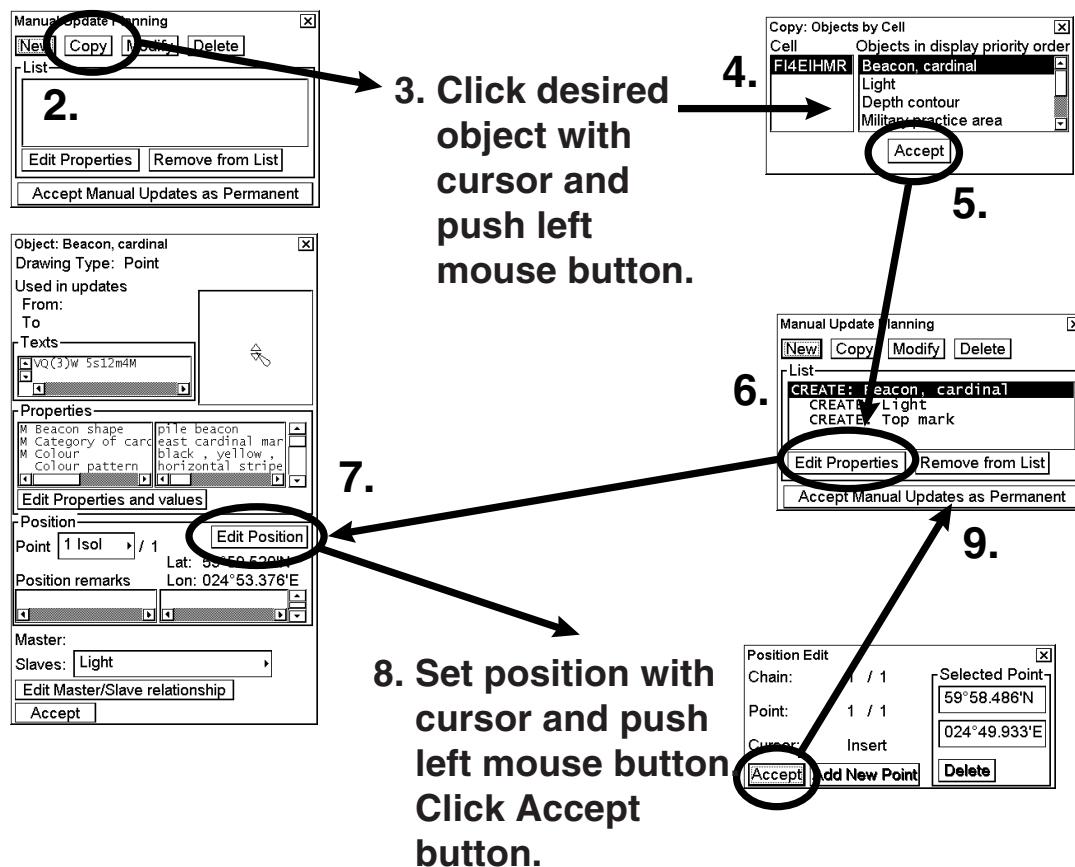 Manual Update Planning
New Copy Modify Delete
List
2.
Edit Properties Remove from List
Accept Manual Updates as Permanent
3. Click desired
object with
cursor and
push left
mouse button.
4.
Copy: Objects by Cell
Cell Objects in display priority order
FI4EIHMR Beacon, cardinal
Light
Depth contour
Military practice area
Accept
5.
Object: Beacon, cardinal
Drawing Type: Point
Used in updates
From:
To
Texts
VQ(3)W 5s12m4M
Properties
M Beacon shape pile beacon
M Category of card east cardinal mar
M Colour black , yellow ,
Colour pattern horizontal stripe
Edit Properties and values
Position
Point 1 Isol / 1 Edit Position
Lat:
Position remarks Lon: 024°53.376'E
Master:
Slaves: Light
Edit Master/Slave relationship
Accept
6.
Manual Update Planning
New Copy Modify Delete
List
CREATE: Beacon, cardinal
CREATE: Light
CREATE: Top mark
Edit Properties Remove from List
Accept Manual Updates as Permanent
7.
8. Set position with
cursor and push
left mouse button.
Click Accept
button.
9.
Position Edit
Chain: 1 / 1 Selected Point
59°58.486'N
Point: 1 / 1
024°49.933'E
Cursor: Insert
Accept Add New Point Delete